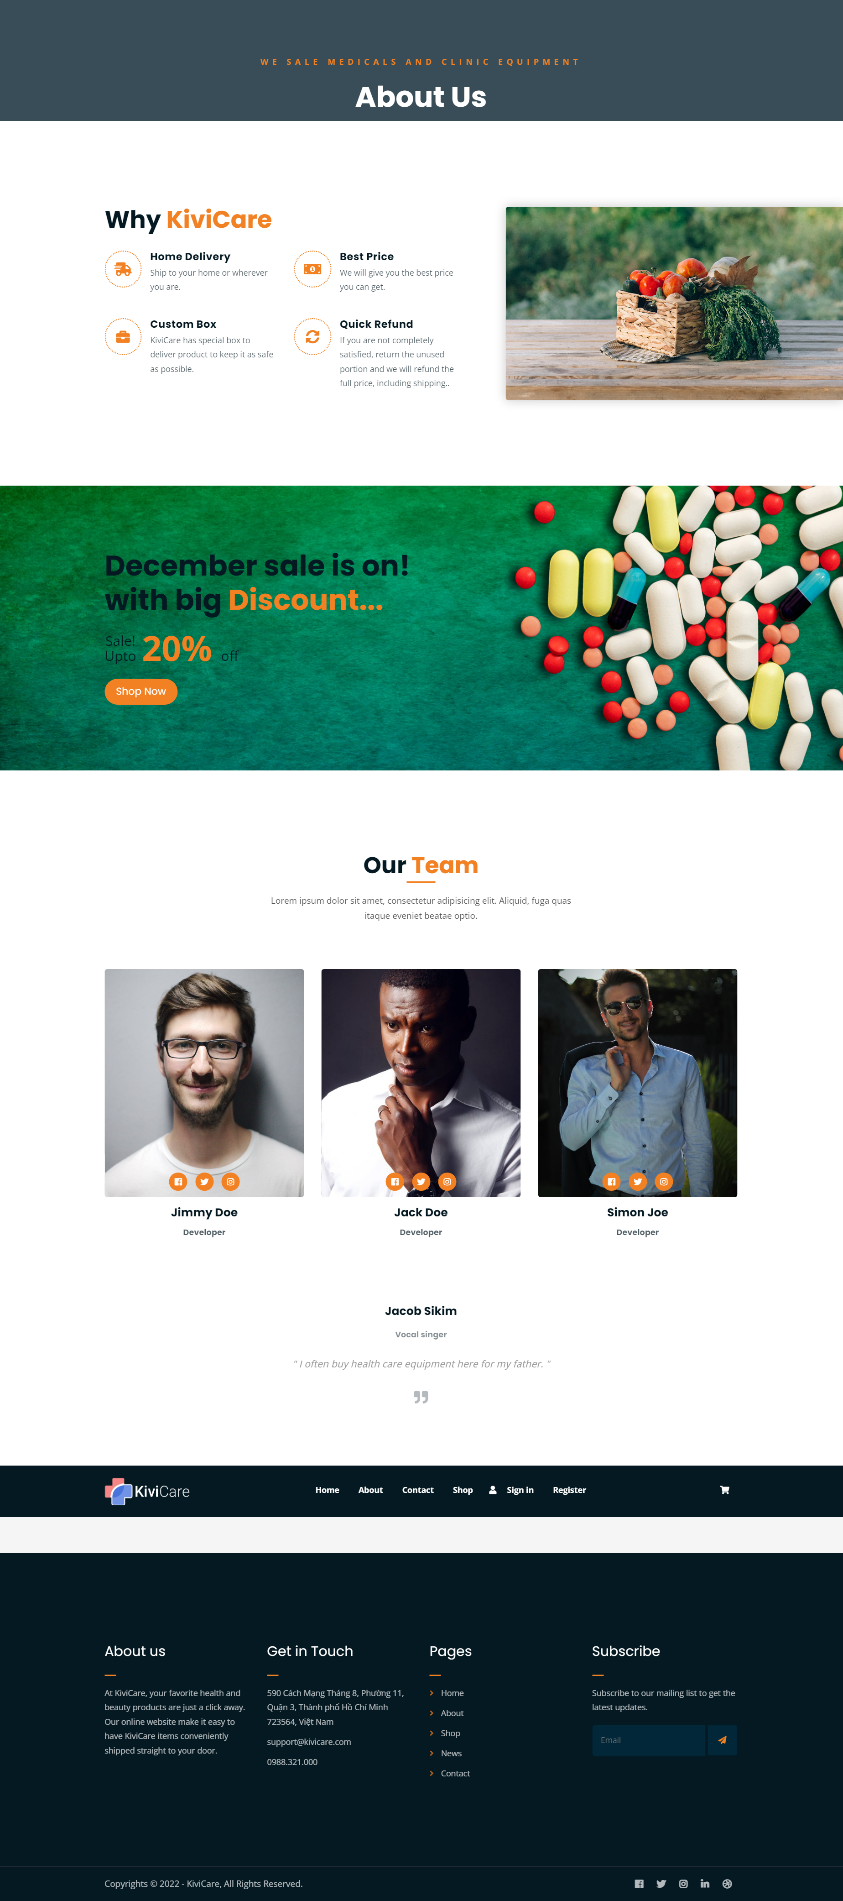 WE SALE MEDICALS AND CLINIC EQUIPMENT
About Us
Why KiviCare
Home Delivery
Ship to your home or wherever
you are.
Best Price
We will give you the best price
you can get.
Custom Box
KiviCare has special box to
deliver product to keep it as safe
as possible.
Quick Refund
If you are not completely
satisfied, return the unused
portion and we will refund the
full price, including shipping..
December sale is on!
with big Discount...
Sale!
Upto 20% off
Shop Now
Our Team
Lorem ipsum dolor sit amet, consectetur adipisicing elit. Aliquid, fuga quas
itaque eveniet beatae optio.
Jimmy Doe
Developer
Jack Doe
Developer
Simon Joe
Developer
Jacob Sikim
Vocal singer
" I often buy health care equipment here for my father. "
KiviCare
Home About Contact Shop Sign in Register
About us
At KiviCare, your favorite health and
beauty products are just a click away.
Our online website make it easy to
have KiviCare items conveniently
shipped straight to your door.
Get in Touch
590 Cách Mạng Tháng 8, Phường 11,
Quận 3, Thành phố Hồ Chí Minh
723564, Việt Nam
support@kivicare.com
0988.321.000
Pages
Home
About
Shop
News
Contact
Subscribe
Subscribe to our mailing list to get the
latest updates.
Email
Copyrights © 2022 - KiviCare, All Rights Reserved.